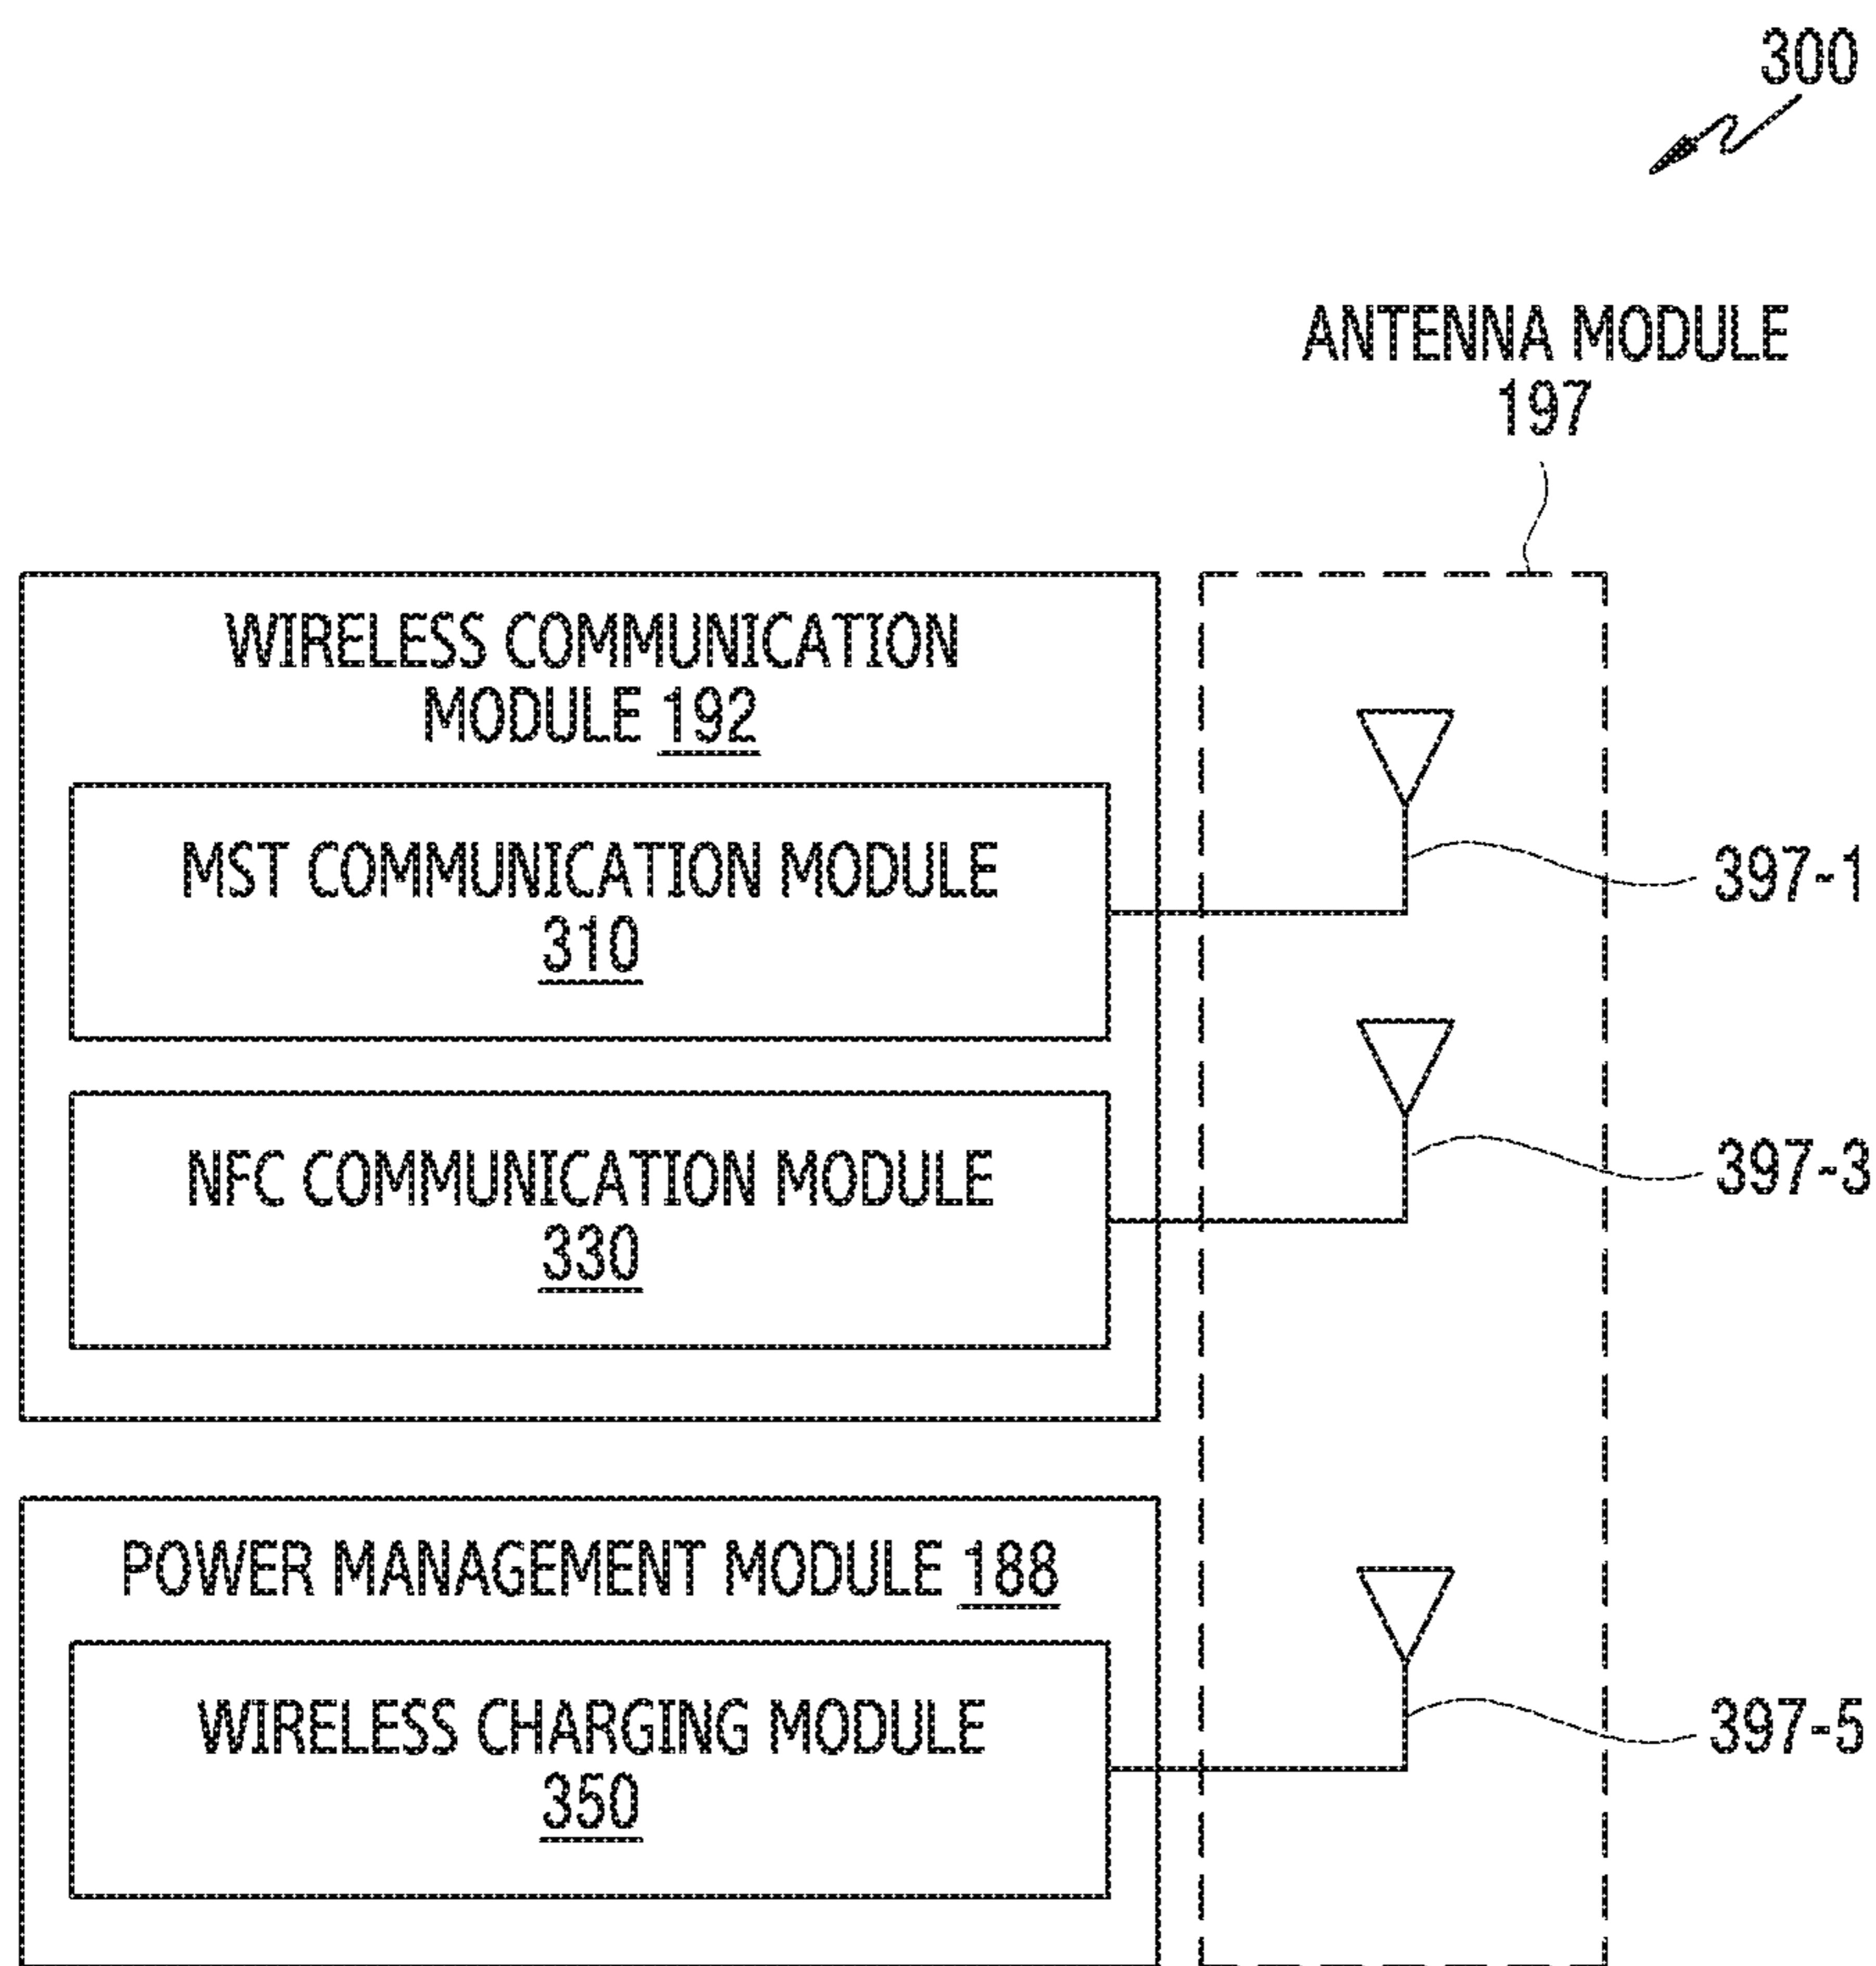 300
ANTENNA MODULE
197
WIRELESS COMMUNICATION
MODULE 192
MST COMMUNICATION MODULE
310
397-1
NFC COMMUNICATION MODULE
330
397-3
POWER MANAGEMENT MODULE 188
WIRELESS CHARGING MODULE
350
397-5